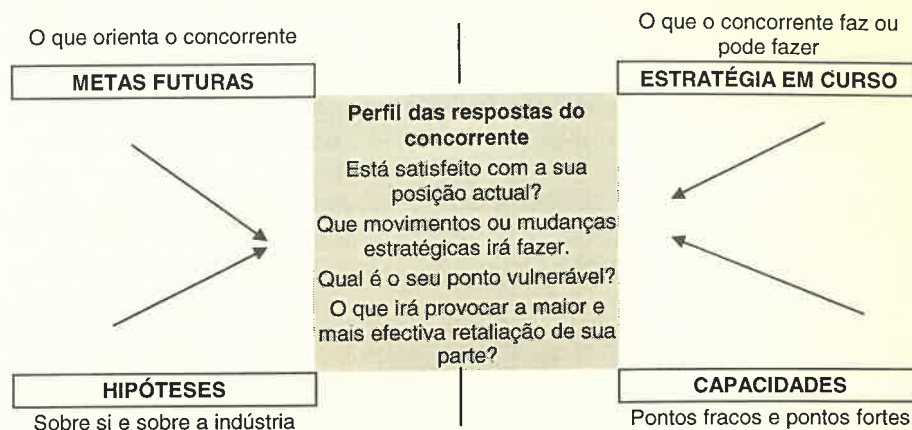 O que orienta o concorrente
METAS FUTURAS
O que o concorrente faz ou
pode fazer
ESTRATÉGIA EM CURSO
Perfil das respostas do
concorrente
Está satisfeito com a sua
posição actual?
Que movimentos ou mudanças
estratégicas irá fazer.
Qual é o seu ponto vulnerável?
O que irá provocar a maior e
mais efectiva retaliação de sua
parte?
HIPÓTESES
Sobre si e sobre a indústria
CAPACIDADES
Pontos fracos e pontos fortes